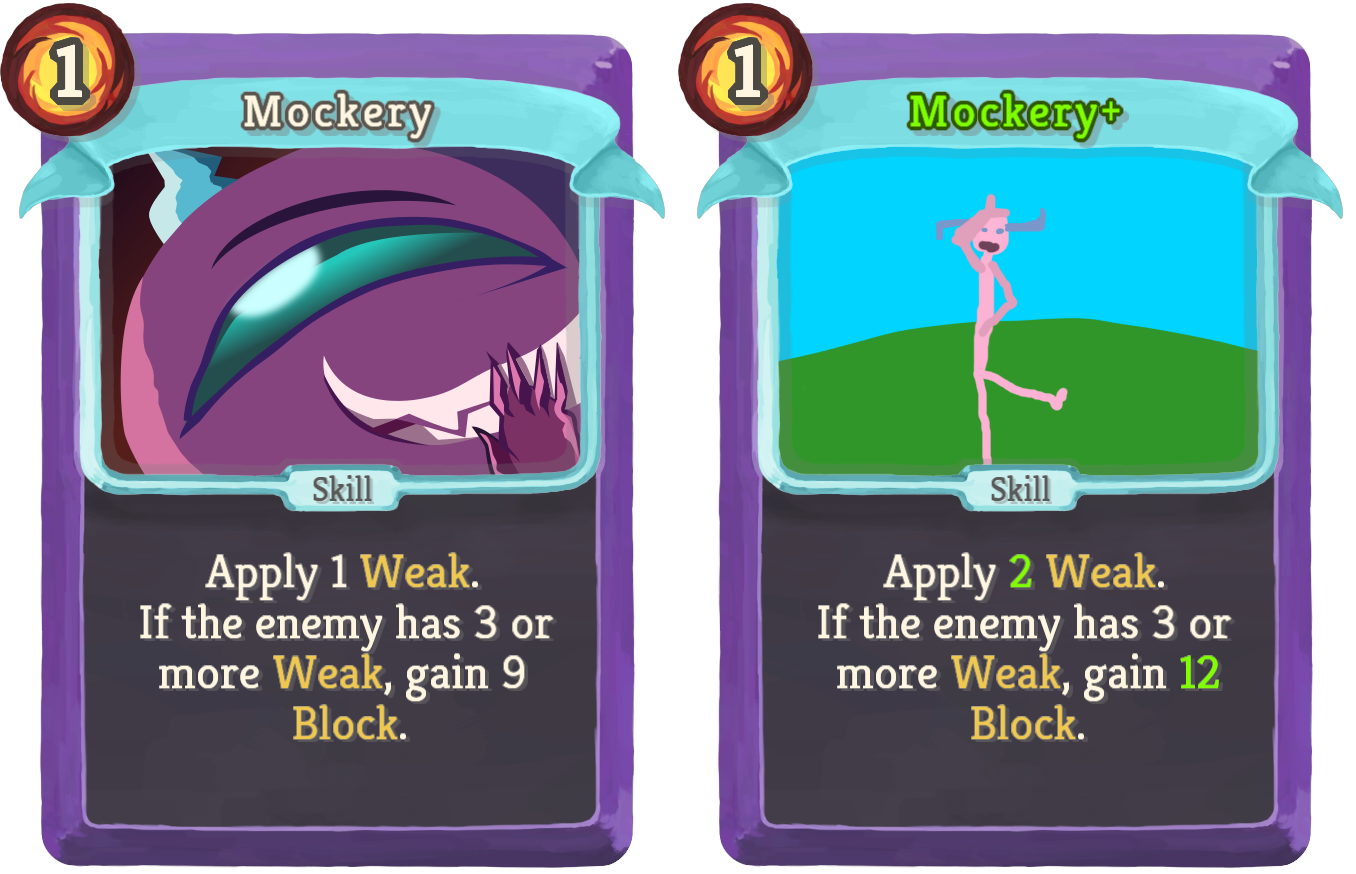 1
Mockery
Skill
Apply 1 Weak.
If the enemy has 3 or
more Weak, gain 9
Block.
1
Mockery+
Skill
Apply 2 Weak.
If the enemy has 3 or
more Weak, gain 12
Block.